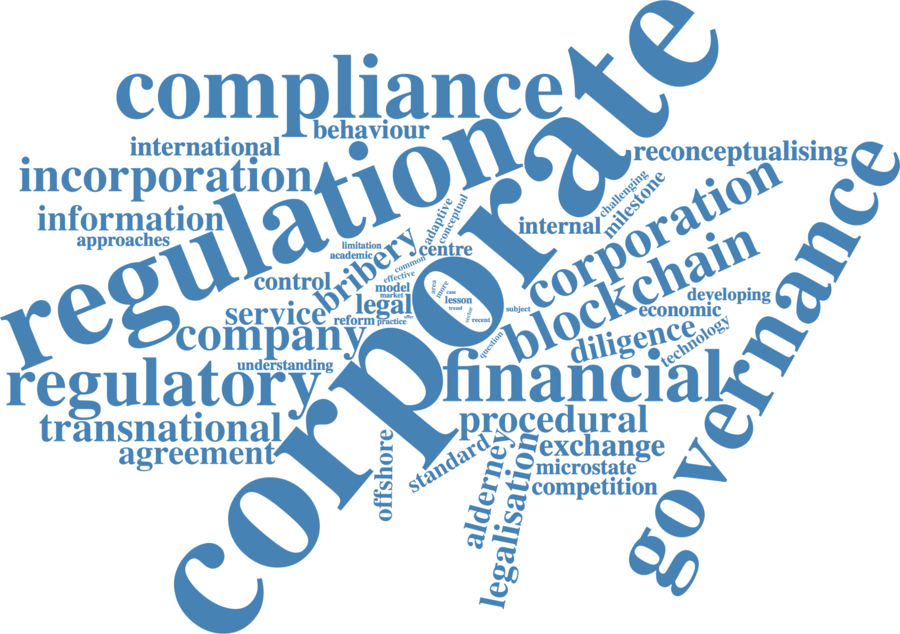 corporate
compliance
behaviour
international
regulation
reconceptualising
incorporation
governance
information
approaches
adaptive
conceptual
challenging
milestone
internal
corporation
limitation
academic
bribery
centre
common
effective
control
model
market
area
more
case
lesson
trend
sector
recent
subject
blockchain
developing
economic
service
legal
offer
reform
practice
company
question
diligence
technology
understanding
financial
regulatory
procedural
transnational
agreement
exchange
offshore
standard
alderney
microstate
legalisation
competition